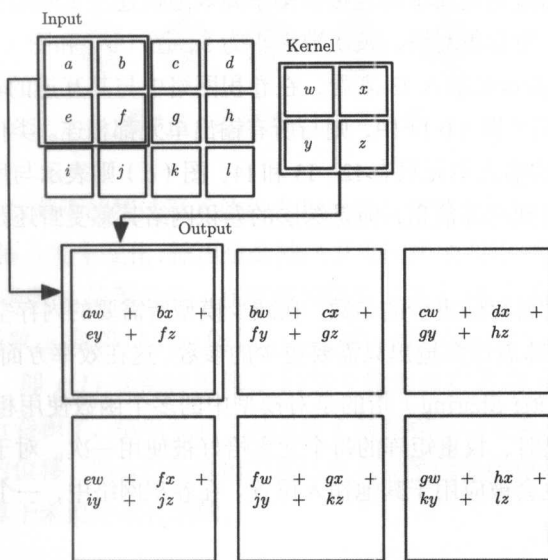 Input
a b c d
e f g h
i j k l
Kernel
w x
y z
Output
aw + bx +
ey + fz
bw + cx +
fy + gz
cw + dx +
gy + hz
ew + fx +
iy + jz
fw + gx +
jy + kz
gw + hx +
ky + lz